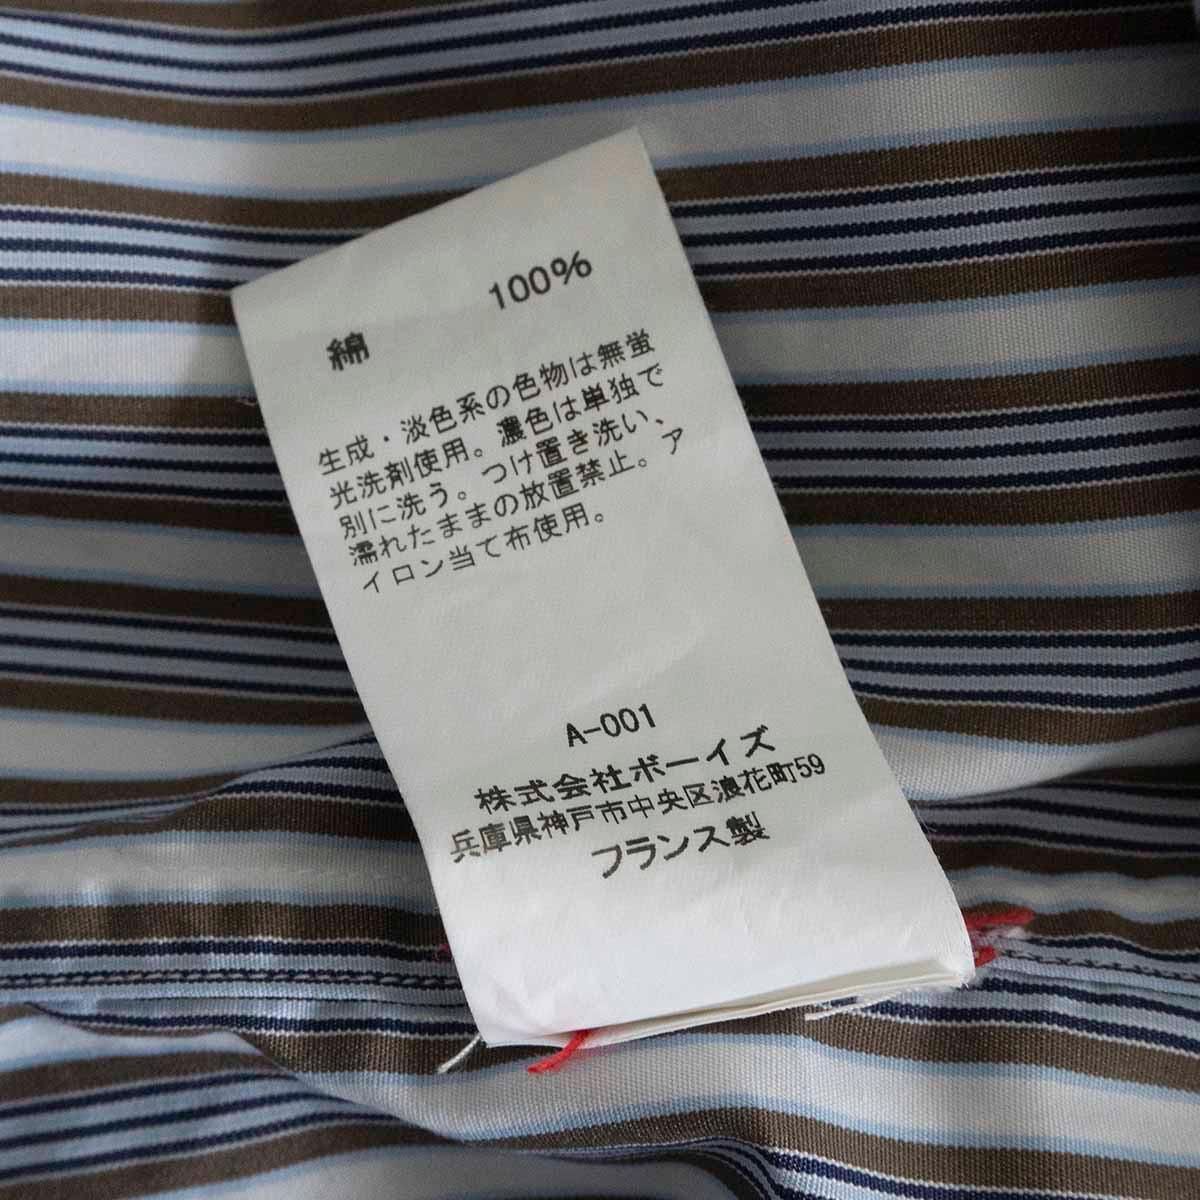 綿 100%
生成・淡色系の色物は無蛍
光洗剤使用。濃色は単独で
別に洗う。つけ置き洗い、
濡れたままの放置禁止。ア
イロン当て布使用。
A-001
株式会社ボーイズ
兵庫県神戸市中央区浪花町59
フランス製